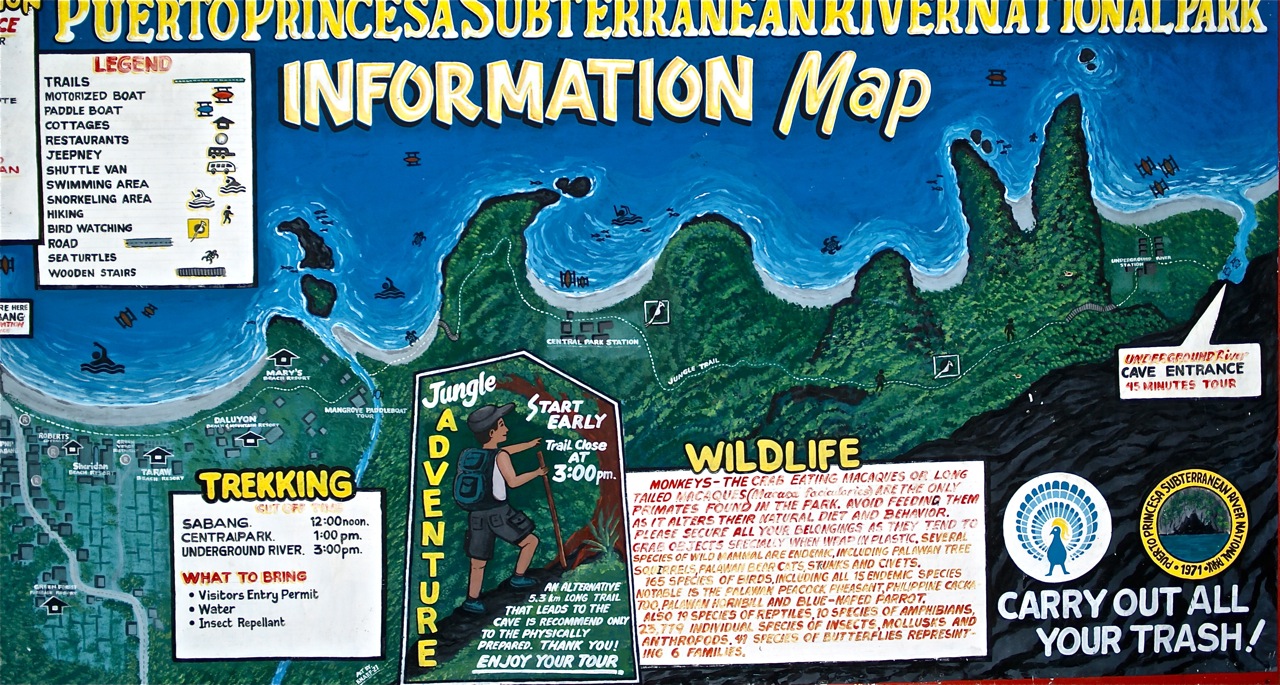 PUERTO PRINCESA SUBTERRANEAN RIVER NATIONAL PARK
INFORMATION Map
LEGEND
TRAILS
MOTORIZED BOAT
PADDLE BOAT
COTTAGES
RESTAURANTS
JEEPNEY
SHUTTLE VAN
SWIMMING AREA
SNORKELING AREA
HIKING
BIRD WATCHING
ROAD
SEA TURTLES
WOODEN STAIRS
UNDERGROUND RIVER
STATION
CENTRAL PARK STATION
JUNGLE TRAIL
UNDERGROUND River
CAVE ENTRANCE
45 MINUTES TOUR
MARY'S
BEACH RESORT
MANGROVE PADDLEBOAT
TOUR
DALUYON
BEACH & MOUNTAIN RESORT
ROBERTS
Sheridan
BEACH RESORT
TARAW
BEACH RESORT
TREKKING
CUT OFF TIME
SABANG. 12:00 noon.
CENTRALPARK. 1:00 pm.
UNDERGROUND RIVER. 3:00 pm.
WHAT TO BRING
• Visitors Entry Permit
• Water
• Insect Repellant
Jungle
ADVENTURE
START
EARLY
Trail Close
AT
3:00 pm.
AN ALTERNATIVE
5.3 km LONG TRAIL
THAT LEADS TO THE
CAVE IS RECOMMEND ONLY
TO THE PHYSICALLY
PREPARED. THANK YOU!
ENJOY YOUR TOUR
WILDLIFE
MONKEYS - THE CRAB EATING MACAQUES OR LONG
TAILED MACAQUES (Macaca fascicularis) ARE THE ONLY
PRIMATES FOUND IN THE PARK. AVOID FEEDING THEM
AS IT ALTERS THEIR NATURAL DIET AND BEHAVIOR.
PLEASE SECURE ALL YOUR BELONGINGS AS THEY TEND TO
GRAB OBJECTS SPECIALLY WHEN WRAP IN PLASTIC. SEVERAL
SPECIES OF WILD MAMMAL ARE ENDEMIC, INCLUDING PALAWAN TREE
SQUIRRELS, PALAWAN BEAR CATS, STUNKS AND CIVETS.
165 SPECIES OF BIRDS, INCLUDING ALL 15 ENDEMIC SPECIES
NOTABLE IS THE PALAWAN PEACOCK PHEASANT, PHILIPPINE CACKA-
TOO, PALAWAN HORNBILL AND BLUE-NAPED PARROT.
ALSO 19 SPECIES OF REPTILES, 10 SPECIES OF AMPHIBIANS,
23,779 INDIVIDUAL SPECIES OF INSECTS, MOLLUSKS AND
ANTHROPODS, 49 SPECIES OF BUTTERFLIES REPRESINT-
ING 6 FAMILIES.
PUERTO PRINCESA SUBTERRANEAN RIVER NATIONAL PARK
• 1971 •
CARRY OUT ALL
YOUR TRASH!